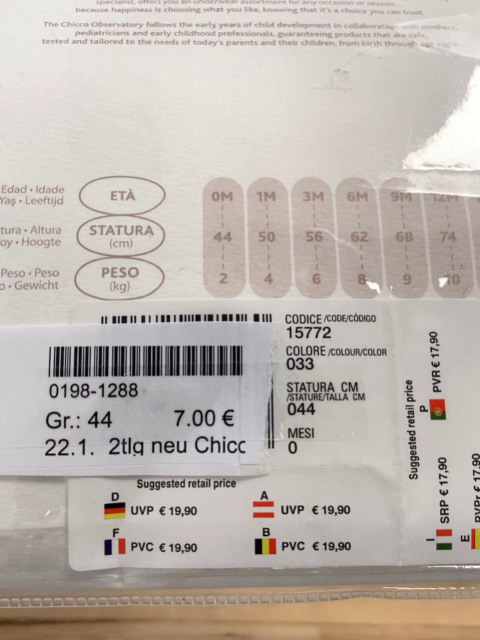 specialist, offers you an underwear assortment for any occasion or season...
because happiness is choosing what you like, knowing that it's a choice you can trust.
The Chicco Observatory follows the early years of child development in collaboration with mothers,
pediatricians and early childhood professionals, guaranteeing products that are safe,
tested and tailored to the needs of today's parents and their children, from birth through age eight.
Edad • Idade
Yaş • Leeftijd
ETÀ
0M 1M 3M 6M 9M 12M
tura • Altura
oy • Hoogte
STATURA
(cm)
44 50 56 62 68 74
Peso • Peso
o • Gewicht
PESO
(kg)
2 4 6 8 9 10
CODICE /CODE/CÓDIGO
15772
COLORE /COLOUR/COLOR
033
STATURA CM
/STATURE/TALLA CM
044
MESI
0
0198-1288
Gr.: 44 7.00 €
22.1. 2tlg neu Chicc
Suggested retail price
D UVP € 19,90
A UVP € 19,90
F PVC € 19,90
B PVC € 19,90
Suggested retail price
P PVR € 17,90
I SRP € 17,90
E PVPr € 17,90